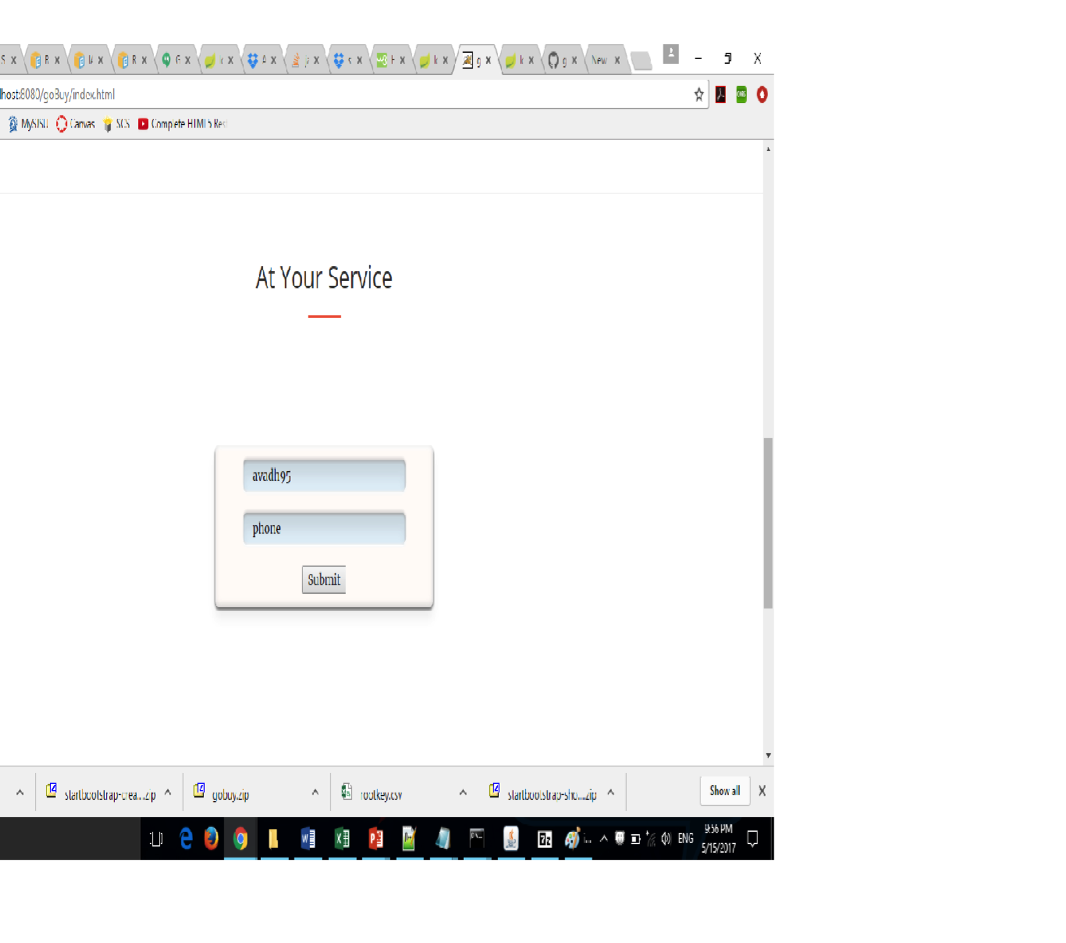 host:8080/goBuy/index.html
MySJSU Canvas SCS Complete HTML5 Res
At Your Service
avadh95
phone
Submit
startbootstrap-crea....zip gobuy.zip rootkey.csv startbootstrap-sho....zip Show all
ENG 9:56 PM
5/15/2017